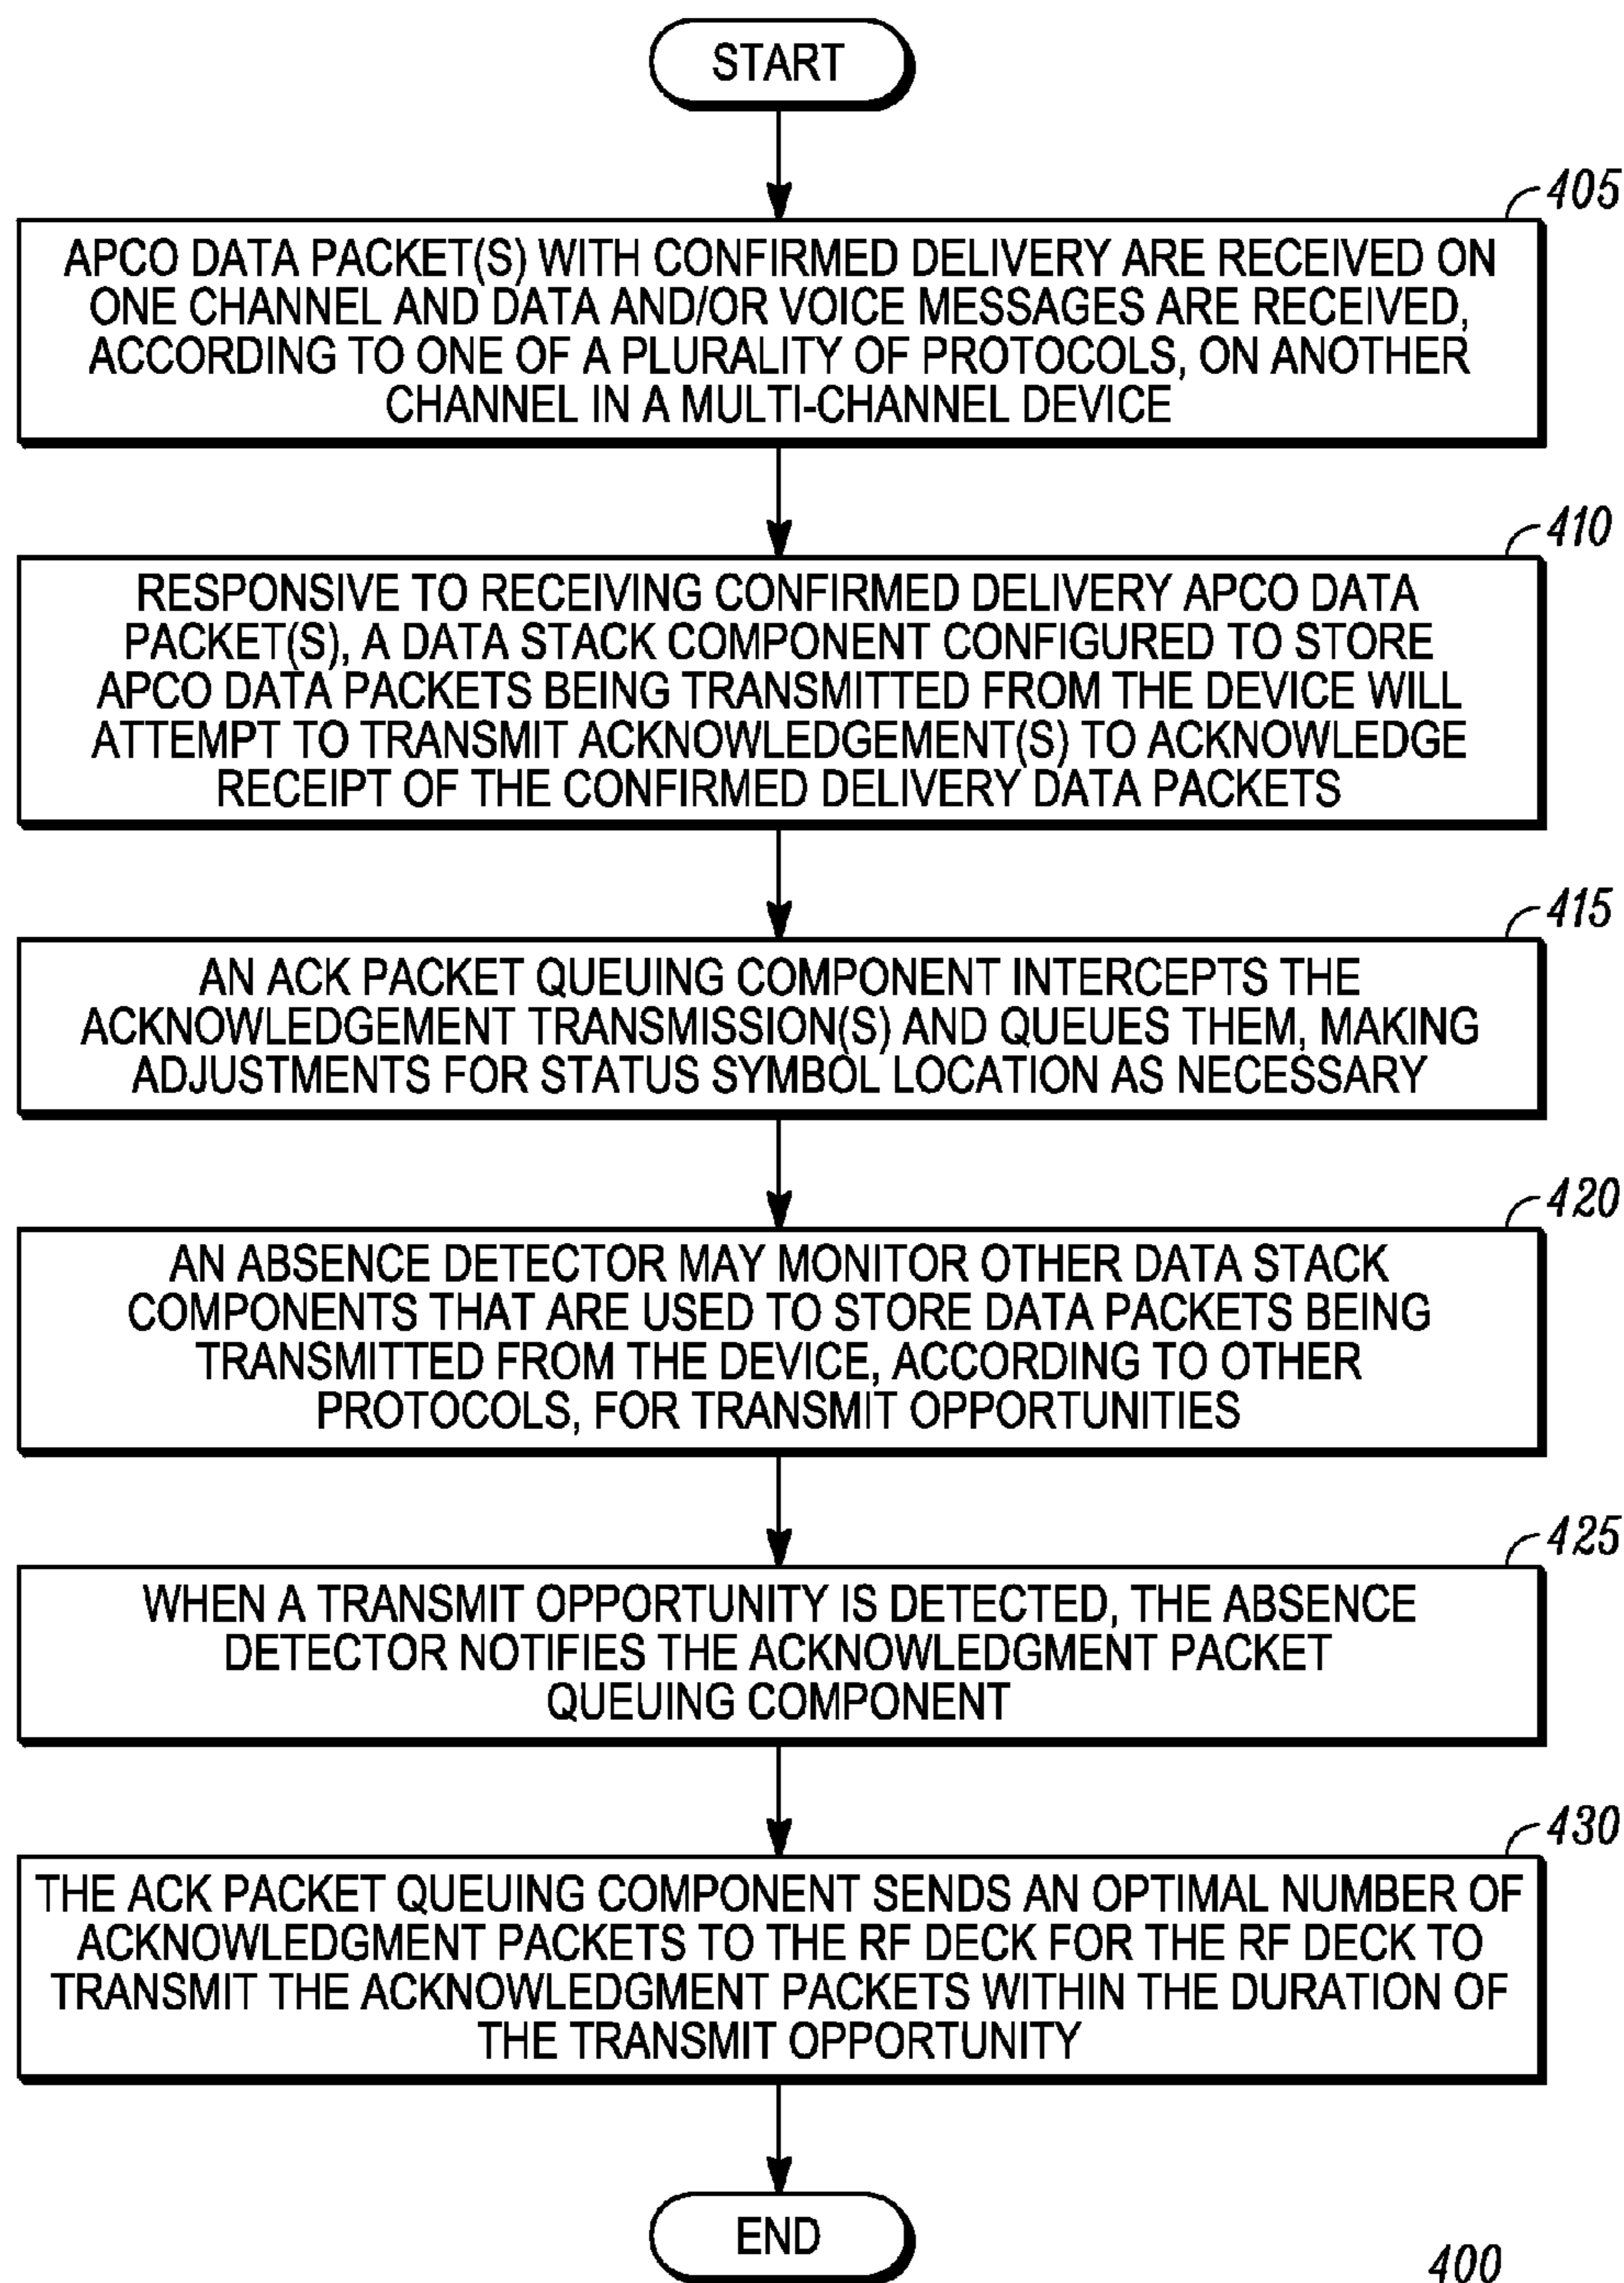 START
405
APCO DATA PACKET(S) WITH CONFIRMED DELIVERY ARE RECEIVED ON
ONE CHANNEL AND DATA AND/OR VOICE MESSAGES ARE RECEIVED,
ACCORDING TO ONE OF A PLURALITY OF PROTOCOLS, ON ANOTHER
CHANNEL IN A MULTI-CHANNEL DEVICE
410
RESPONSIVE TO RECEIVING CONFIRMED DELIVERY APCO DATA
PACKET(S), A DATA STACK COMPONENT CONFIGURED TO STORE
APCO DATA PACKETS BEING TRANSMITTED FROM THE DEVICE WILL
ATTEMPT TO TRANSMIT ACKNOWLEDGEMENT(S) TO ACKNOWLEDGE
RECEIPT OF THE CONFIRMED DELIVERY DATA PACKETS
415
AN ACK PACKET QUEUING COMPONENT INTERCEPTS THE
ACKNOWLEDGEMENT TRANSMISSION(S) AND QUEUES THEM, MAKING
ADJUSTMENTS FOR STATUS SYMBOL LOCATION AS NECESSARY
420
AN ABSENCE DETECTOR MAY MONITOR OTHER DATA STACK
COMPONENTS THAT ARE USED TO STORE DATA PACKETS BEING
TRANSMITTED FROM THE DEVICE, ACCORDING TO OTHER
PROTOCOLS, FOR TRANSMIT OPPORTUNITIES
425
WHEN A TRANSMIT OPPORTUNITY IS DETECTED, THE ABSENCE
DETECTOR NOTIFIES THE ACKNOWLEDGMENT PACKET
QUEUING COMPONENT
430
THE ACK PACKET QUEUING COMPONENT SENDS AN OPTIMAL NUMBER OF
ACKNOWLEDGMENT PACKETS TO THE RF DECK FOR THE RF DECK TO
TRANSMIT THE ACKNOWLEDGMENT PACKETS WITHIN THE DURATION OF
THE TRANSMIT OPPORTUNITY
END
400